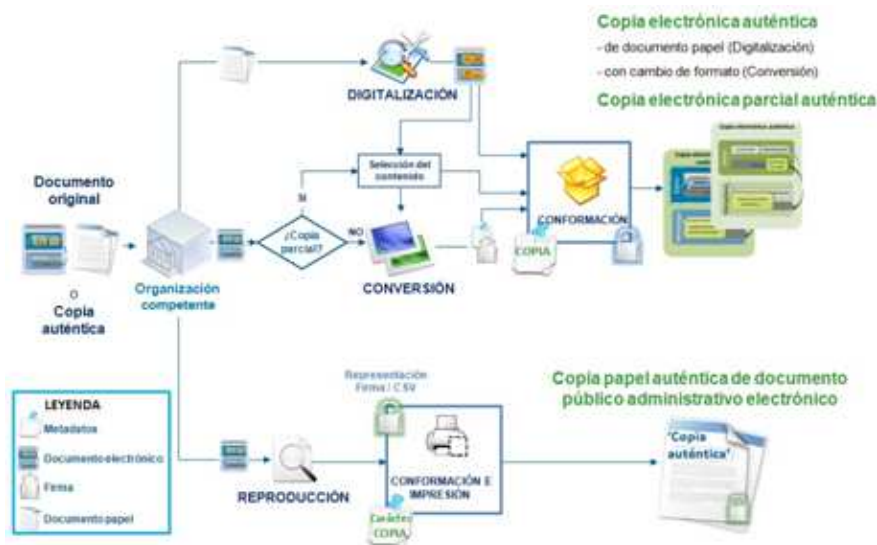 Copia electrónica auténtica
- de documento papel (Digitalización)
- con cambio de formato (Conversión)
Copia electrónica parcial auténtica
DIGITALIZACIÓN
Selección del
contenido
Documento
original
O
Copia
auténtica
Organización
competente
SI
¿Copia
parcial?
NO
CONVERSIÓN
CONFORMACIÓN
COPIA
Copia electrónica auténtica
Representación
Firma / CSV
Copia papel auténtica de documento
público administrativo electrónico
LEYENDA
Metadatos
Documento electrónico
Firma
Documento papel
REPRODUCCIÓN
CONFORMACIÓN E
IMPRESIÓN
Carácter
COPIA
'Copia
auténtica'